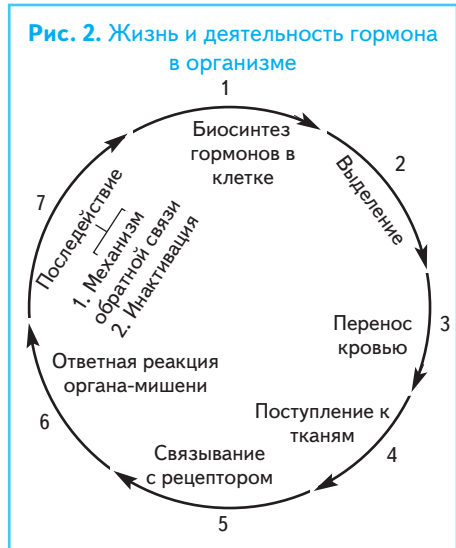 Рис. 2. Жизнь и деятельность гормона
в организме
1
Биосинтез
гормонов в
клетке
2
Выделение
3
Перенос
кровью
4
Поступление к
тканям
5
Связывание
с рецептором
6
Ответная реакция
органа-мишени
7
Последействие
1. Механизм
обратной связи
2. Инактивация